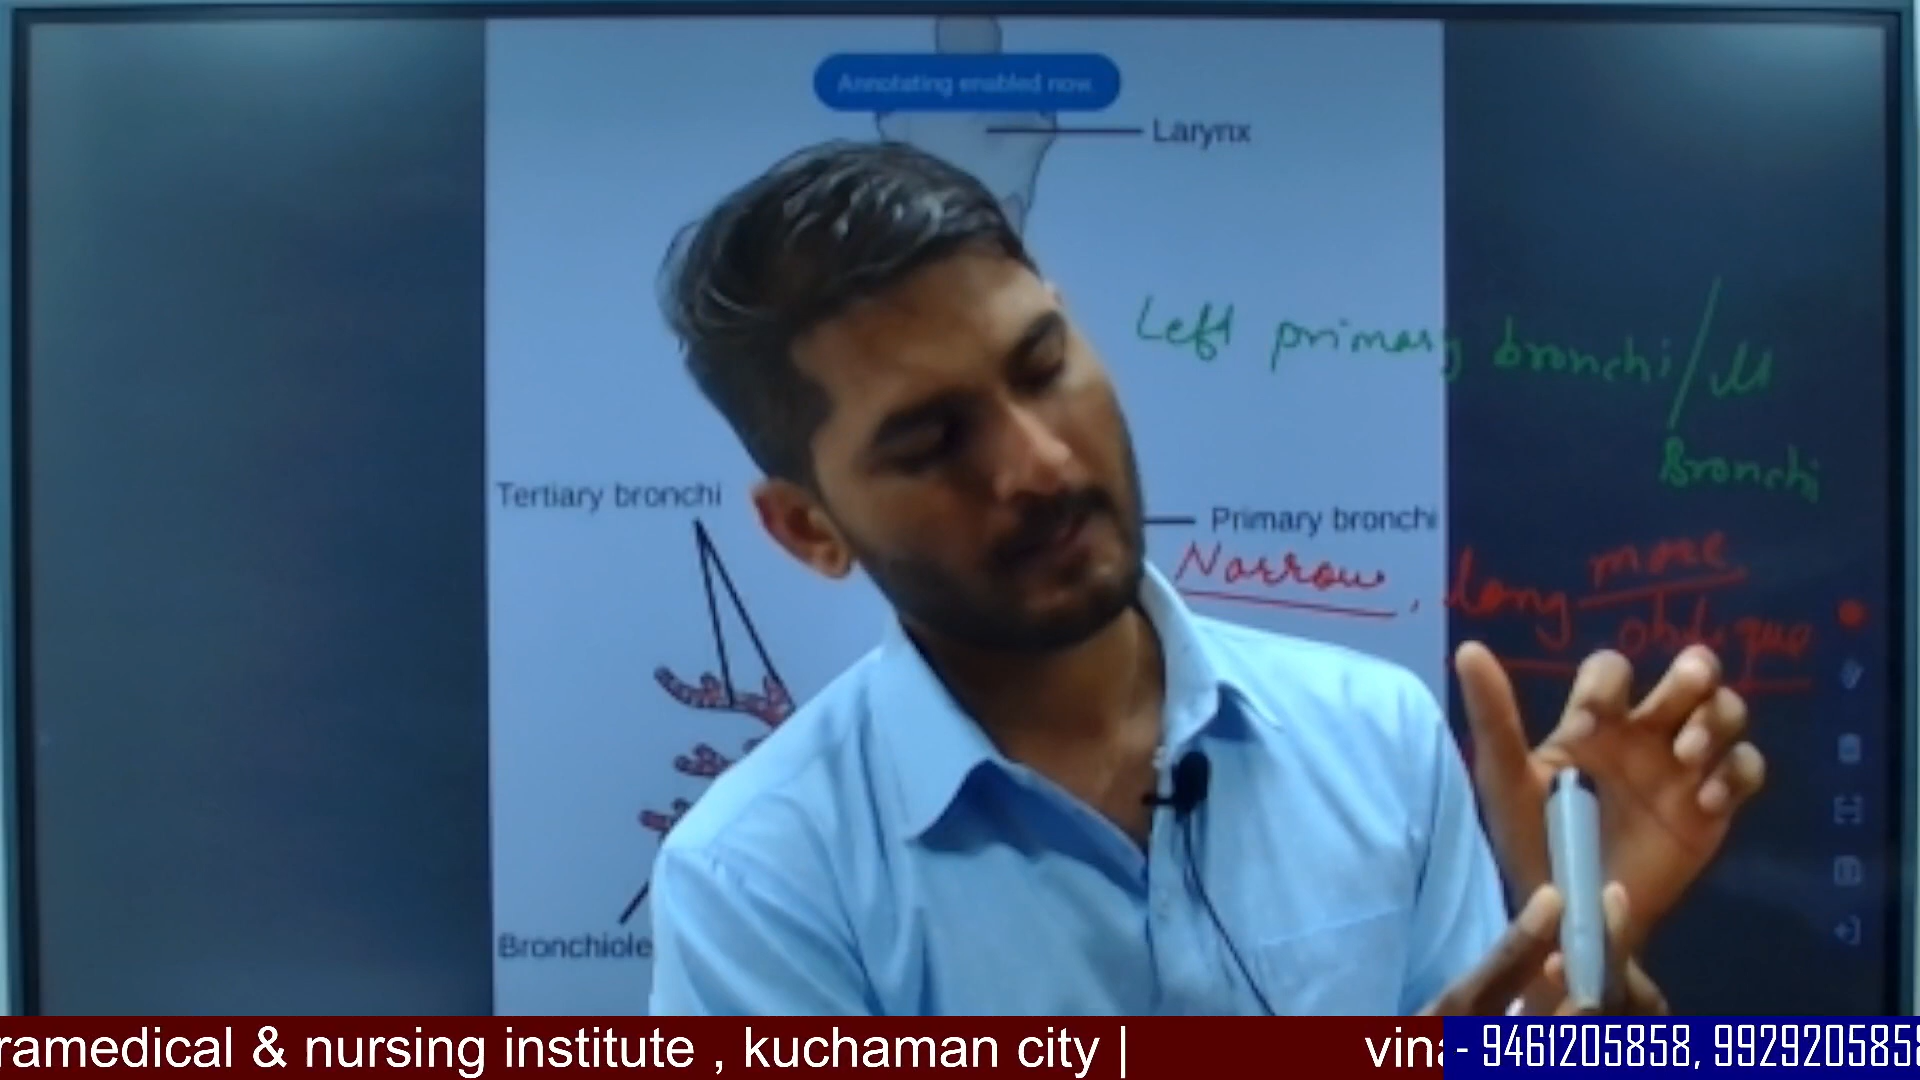 Annotating enabled now
Larynx
Left primary bronchi/
Bronchi
Tertiary bronchi
Primary bronchi
Narrow, long more
oblique
Bronchiole
ramedical & nursing institute , kuchaman city |
vina
- 9461205858, 992920585